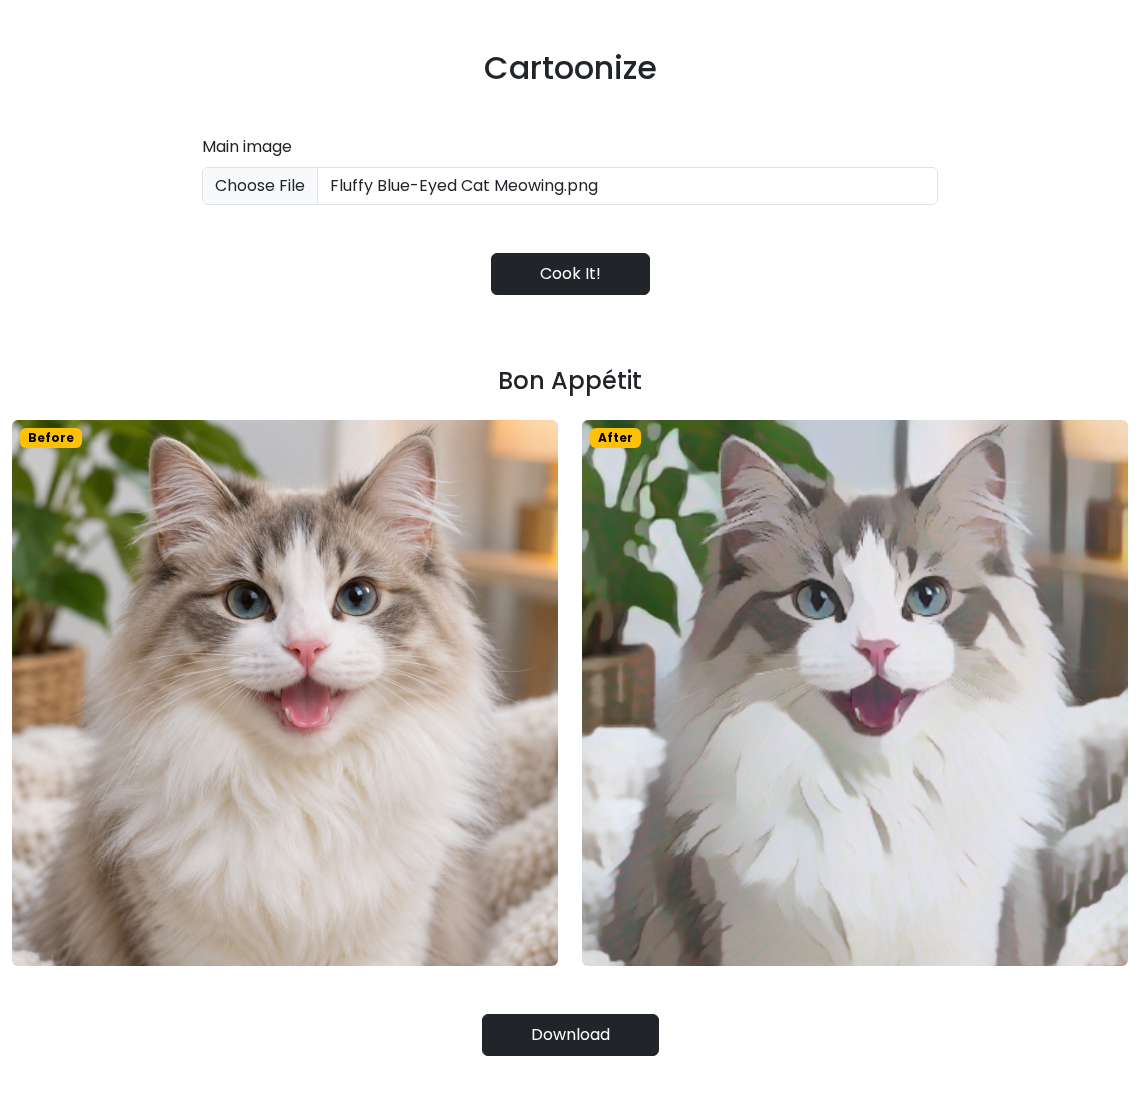 Cartoonize
Main image
Choose File Fluffy Blue-Eyed Cat Meowing.png
Cook It!
Bon Appétit
Before
After
Download